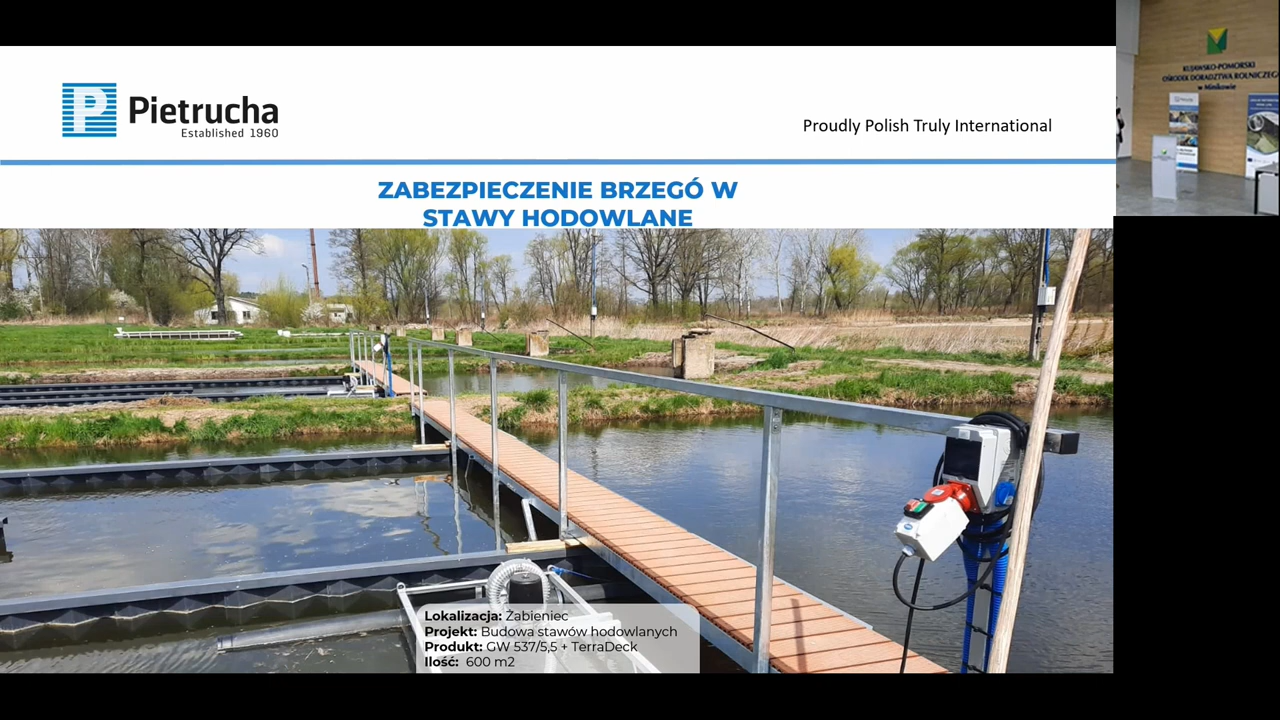 Pietrucha
Established 1960
Proudly Polish Truly International
ZABEZPIECZENIE BRZEGÓ W
STAWY HODOWLANE
Lokalizacja: Żabieniec
Projekt: Budowa stawów hodowlanych
Produkt: GW 537/5,5 + TerraDeck
Ilość: 600 m2
KUJAWSKO-POMORSKI
OŚRODEK DORADZTWA ROLNICZEG
w Minikowie